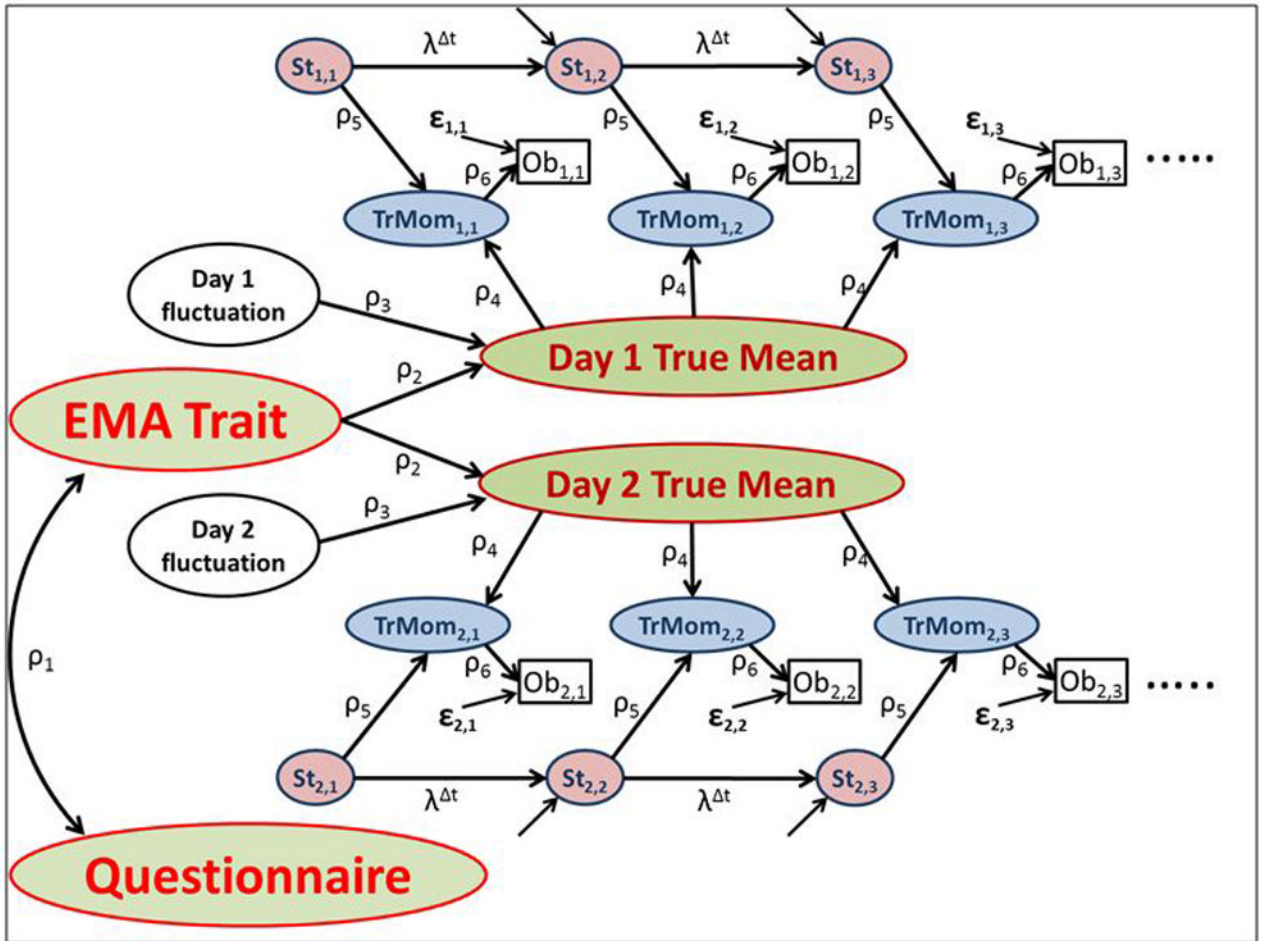 λ^Δt λ^Δt
St1,1 St1,2 St1,3
ρ5 ε1,1 ρ5 ε1,2 ρ5 ε1,3
Ob1,1 Ob1,2 Ob1,3 .....
ρ6 ρ6 ρ6
TrMom1,1 TrMom1,2 TrMom1,3
Day 1
fluctuation
ρ3 ρ4 ρ4 ρ4
Day 1 True Mean
ρ2
EMA Trait
ρ2
Day 2 True Mean
ρ3
Day 2
fluctuation
ρ4 ρ4 ρ4
TrMom2,1 TrMom2,2 TrMom2,3
ρ1
ρ6 ρ6 ρ6
Ob2,1 Ob2,2 Ob2,3 .....
ρ5 ε2,1 ρ5 ε2,2 ρ5 ε2,3
St2,1 St2,2 St2,3
λ^Δt λ^Δt
Questionnaire